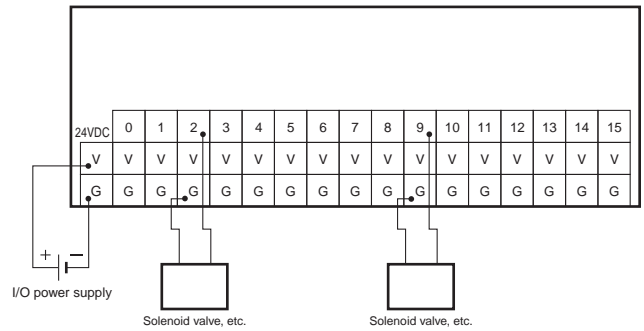 24VDC 0 1 2 3 4 5 6 7 8 9 10 11 12 13 14 15
V V V V V V V V V V V V V V V V V
G G G G G G G G G G G G G G G G G
+ −
I/O power supply
Solenoid valve, etc. Solenoid valve, etc.